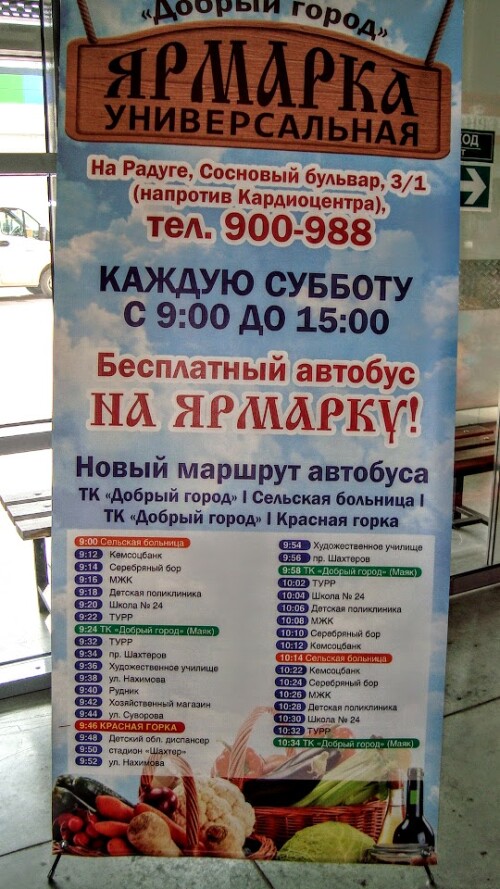 «Добрый город»
ЯРМАРКА
УНИВЕРСАЛЬНАЯ
На Радуге, Сосновый бульвар, 3/1
(напротив Кардиоцентра),
тел. 900-988
КАЖДУЮ СУББОТУ
С 9:00 ДО 15:00
Бесплатный автобус
НА ЯРМАРКУ!
Новый маршрут автобуса
ТК «Добрый город» I Сельская больница I
ТК «Добрый город» I Красная горка
9:00 Сельская больница
9:12 Кемсоцбанк
9:14 Серебряный бор
9:16 МЖК
9:18 Детская поликлиника
9:20 Школа № 24
9:22 ТУРР
9:24 ТК «Добрый город» (Маяк)
9:32 ТУРР
9:34 пр. Шахтеров
9:36 Художественное училище
9:38 ул. Нахимова
9:40 Рудник
9:42 Хозяйственный магазин
9:44 ул. Суворова
9:46 КРАСНАЯ ГОРКА
9:48 Детский обл. диспансер
9:50 стадион «Шахтер»
9:52 ул. Нахимова
9:54 Художественное училище
9:56 пр. Шахтеров
9:58 ТК «Добрый город» (Маяк)
10:02 ТУРР
10:04 Школа № 24
10:06 Детская поликлиника
10:08 МЖК
10:10 Серебряный бор
10:12 Кемсоцбанк
10:14 Сельская больница
10:22 Кемсоцбанк
10:24 Серебряный бор
10:26 МЖК
10:28 Детская поликлиника
10:30 Школа № 24
10:32 ТУРР
10:34 ТК «Добрый город» (Маяк)